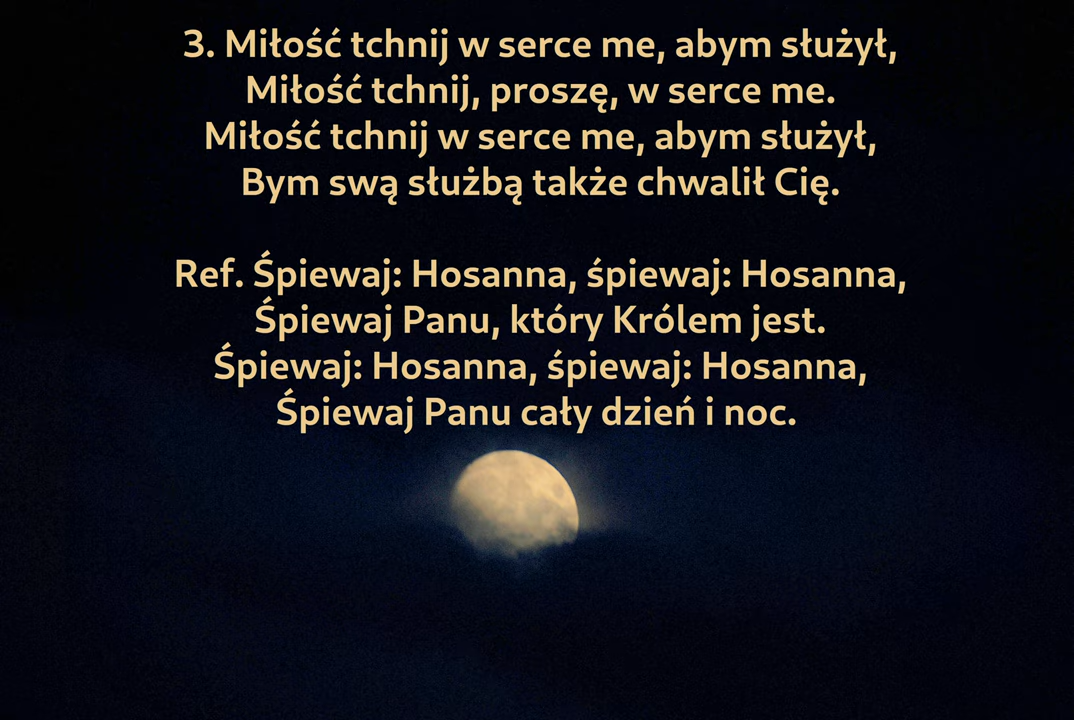 3. Miłość tchnij w serce me, abym służył,
Miłość tchnij, proszę, w serce me.
Miłość tchnij w serce me, abym służył,
Bym swą służbą także chwalił Cię.
Ref. Śpiewaj: Hosanna, śpiewaj: Hosanna,
Śpiewaj Panu, który Królem jest.
Śpiewaj: Hosanna, śpiewaj: Hosanna,
Śpiewaj Panu cały dzień i noc.